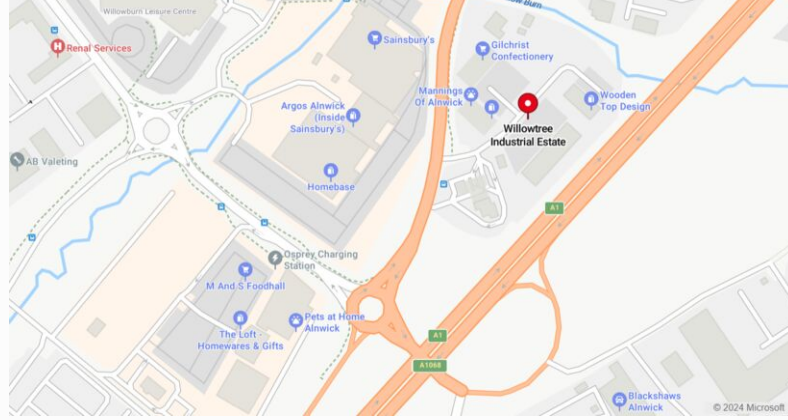 Willowburn Leisure Centre
Renal Services
Sainsbury's
Gilchrist
Confectionery
Mannings
Of Alnwick
Wooden
Top Design
Willowtree
Industrial Estate
Argos Alnwick
(Inside
Sainsbury's)
AB Valeting
Homebase
A1
Osprey Charging
Station
M And S Foodhall
Pets at Home
Alnwick
The Loft -
Homewares & Gifts
A1
A1068
Blackshaws
Alnwick
© 2024 Microsoft